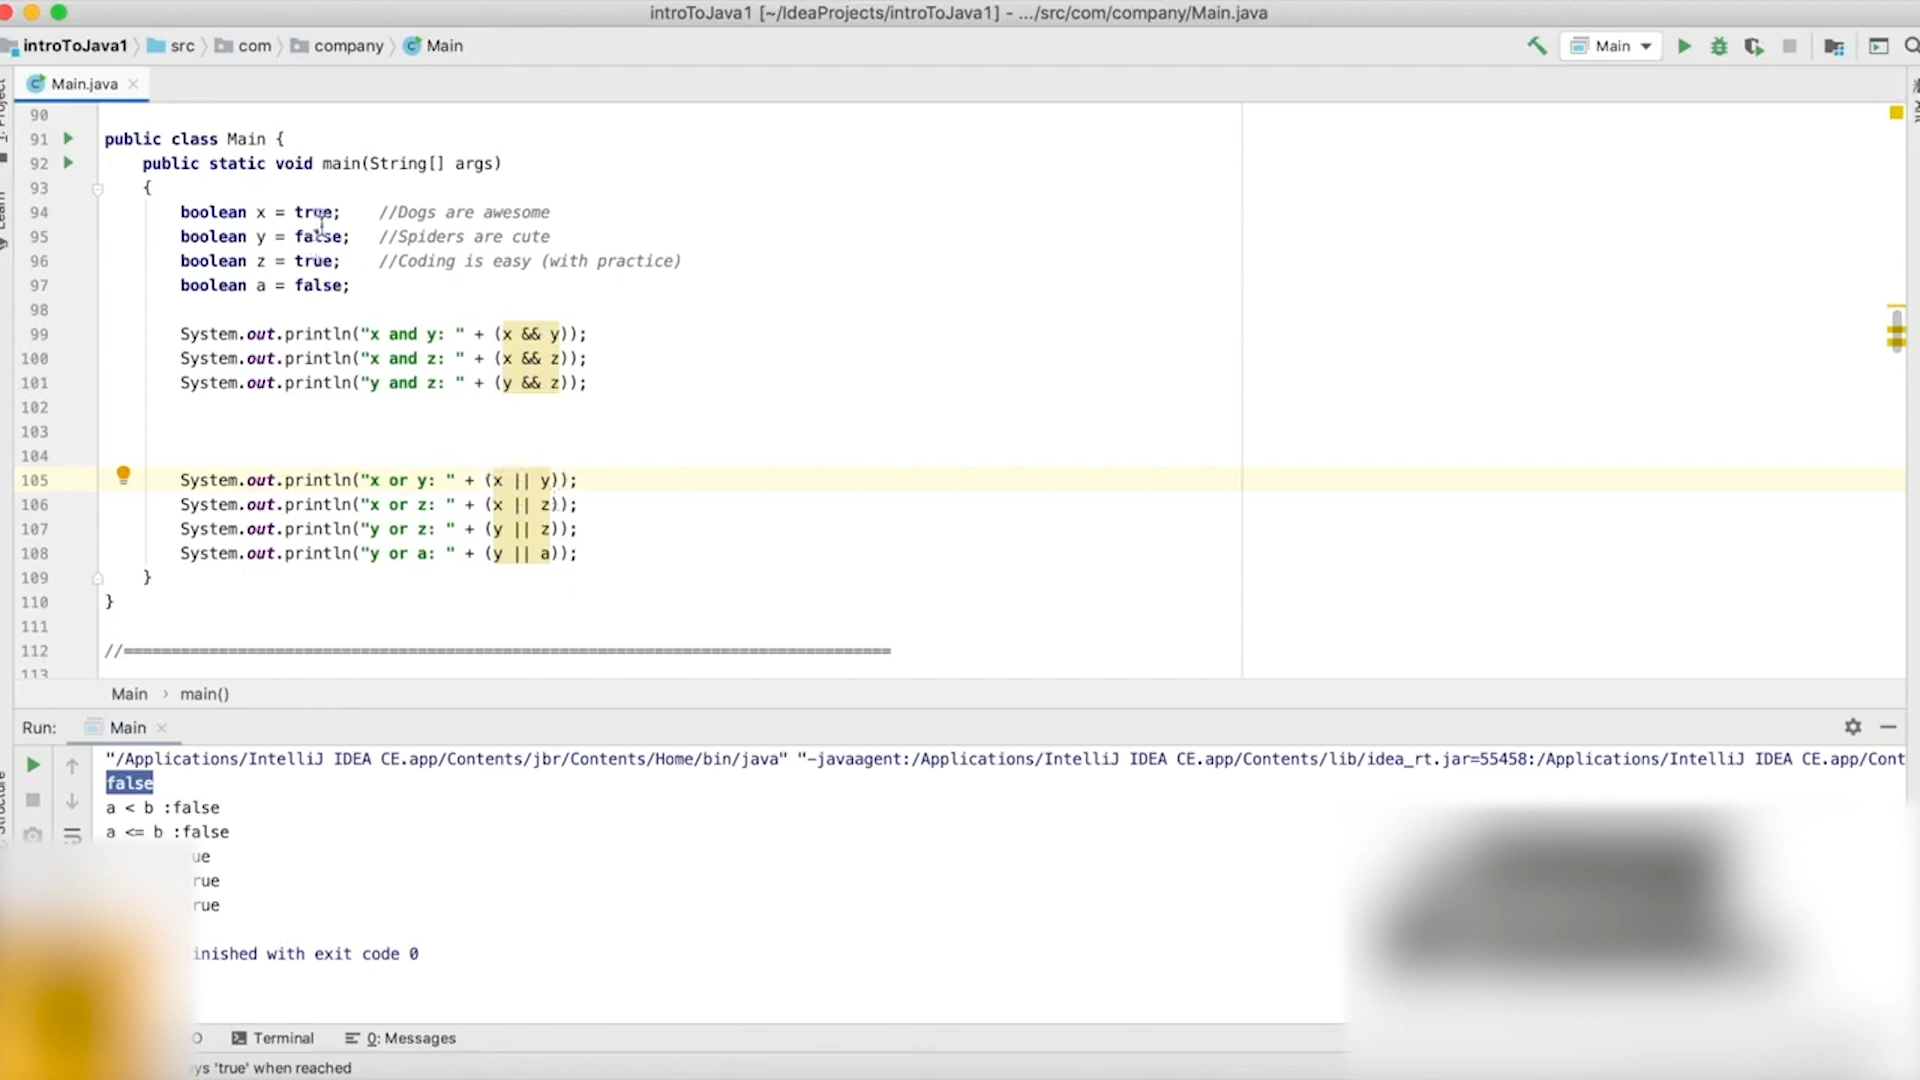 introToJava1 [~/IdeaProjects/introToJava1] - .../src/com/company/Main.java
introToJava1 src com company Main
Main
Main.java
90
91 public class Main {
92 public static void main(String[] args)
93 {
94 boolean x = true; //Dogs are awesome
95 boolean y = false; //Spiders are cute
96 boolean z = true; //Coding is easy (with practice)
97 boolean a = false;
98
99 System.out.println("x and y: " + (x && y));
100 System.out.println("x and z: " + (x && z));
101 System.out.println("y and z: " + (y && z));
102
103
104
105 System.out.println("x or y: " + (x || y));
106 System.out.println("x or z: " + (x || z));
107 System.out.println("y or z: " + (y || z));
108 System.out.println("y or a: " + (y || a));
109 }
110 }
111
112 //=================================================================================
113
Main › main()
Run: Main
"/Applications/IntelliJ IDEA CE.app/Contents/jbr/Contents/Home/bin/java" "-javaagent:/Applications/IntelliJ IDEA CE.app/Contents/lib/idea_rt.jar=55458:/Applications/IntelliJ IDEA CE.app/Cont
false
a < b :false
a <= b :false
ue
rue
rue
inished with exit code 0
Terminal 0: Messages
ys 'true' when reached